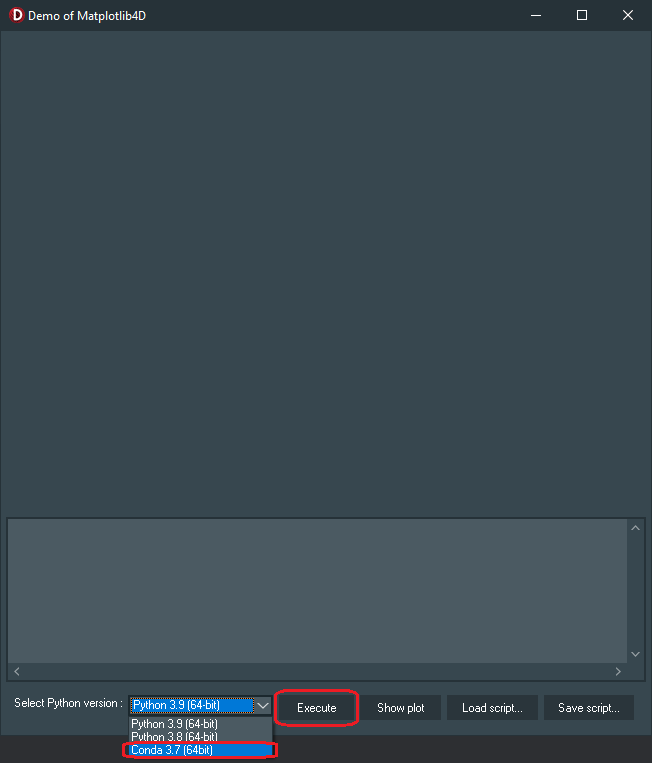 D Demo of Matplotlib4D
Select Python version : Python 3.9 (64-bit) Execute Show plot Load script... Save script...
Python 3.9 (64-bit)
Python 3.8 (64-bit)
Conda 3.7 (64bit)